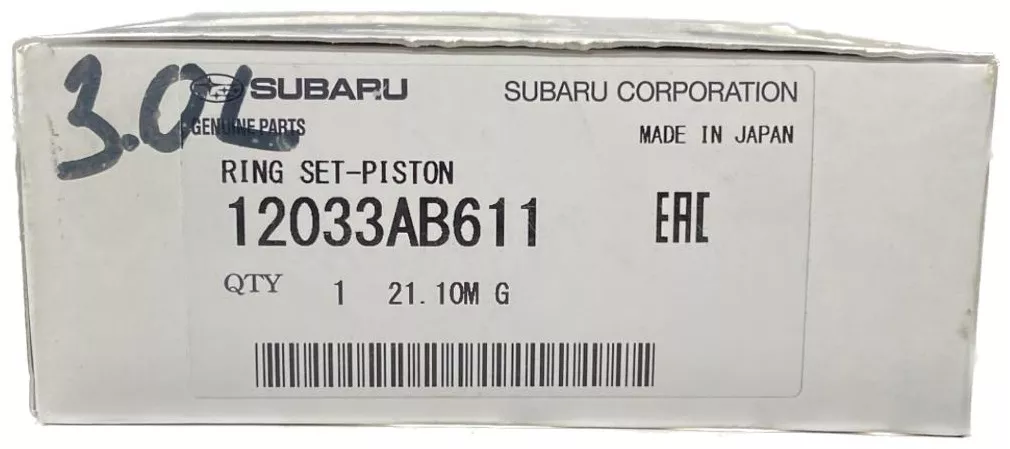 3.0L
SUBARU
GENUINE PARTS
SUBARU CORPORATION
MADE IN JAPAN
RING SET-PISTON
12033AB611
EAC
QTY 1 21.10M G